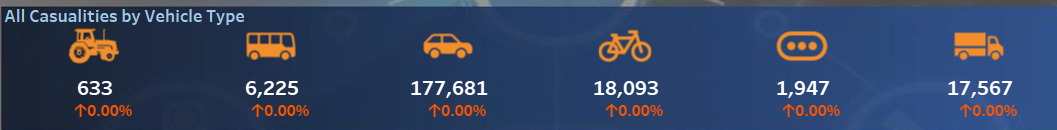 All Casualities by Vehicle Type
633 6,225 177,681 18,093 1,947 17,567
↑0.00% ↑0.00% ↑0.00% ↑0.00% ↑0.00% ↑0.00%